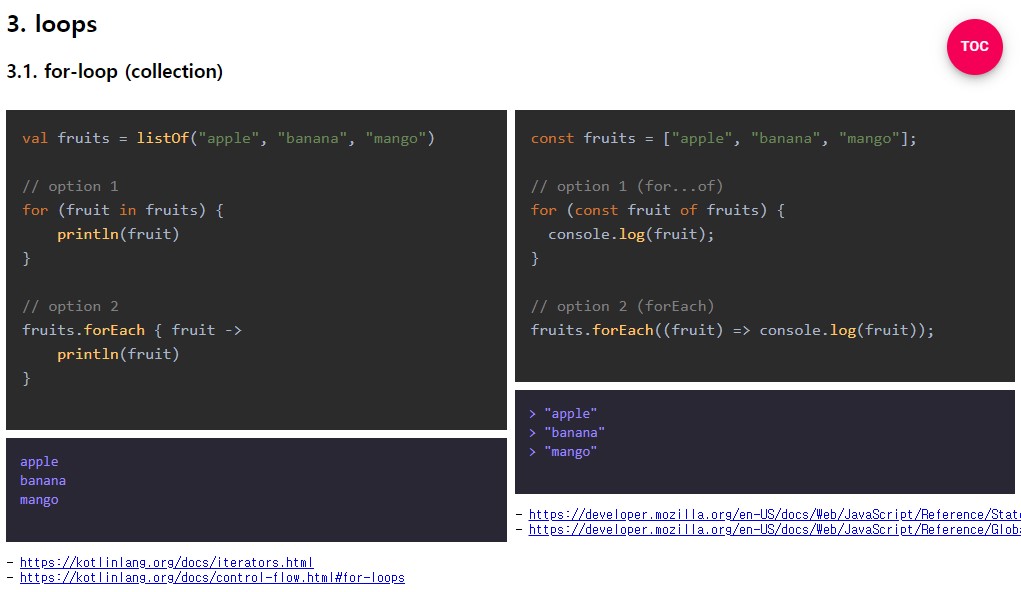 3. loops
TOC
3.1. for-loop (collection)
val fruits = listOf("apple", "banana", "mango")
// option 1
for (fruit in fruits) {
    println(fruit)
}
// option 2
fruits.forEach { fruit ->
    println(fruit)
}
apple
banana
mango
- https://kotlinlang.org/docs/iterators.html
- https://kotlinlang.org/docs/control-flow.html#for-loops
const fruits = ["apple", "banana", "mango"];
// option 1 (for...of)
for (const fruit of fruits) {
  console.log(fruit);
}
// option 2 (forEach)
fruits.forEach((fruit) => console.log(fruit));
> "apple"
> "banana"
> "mango"
- https://developer.mozilla.org/en-US/docs/Web/JavaScript/Reference/State
- https://developer.mozilla.org/en-US/docs/Web/JavaScript/Reference/Globa